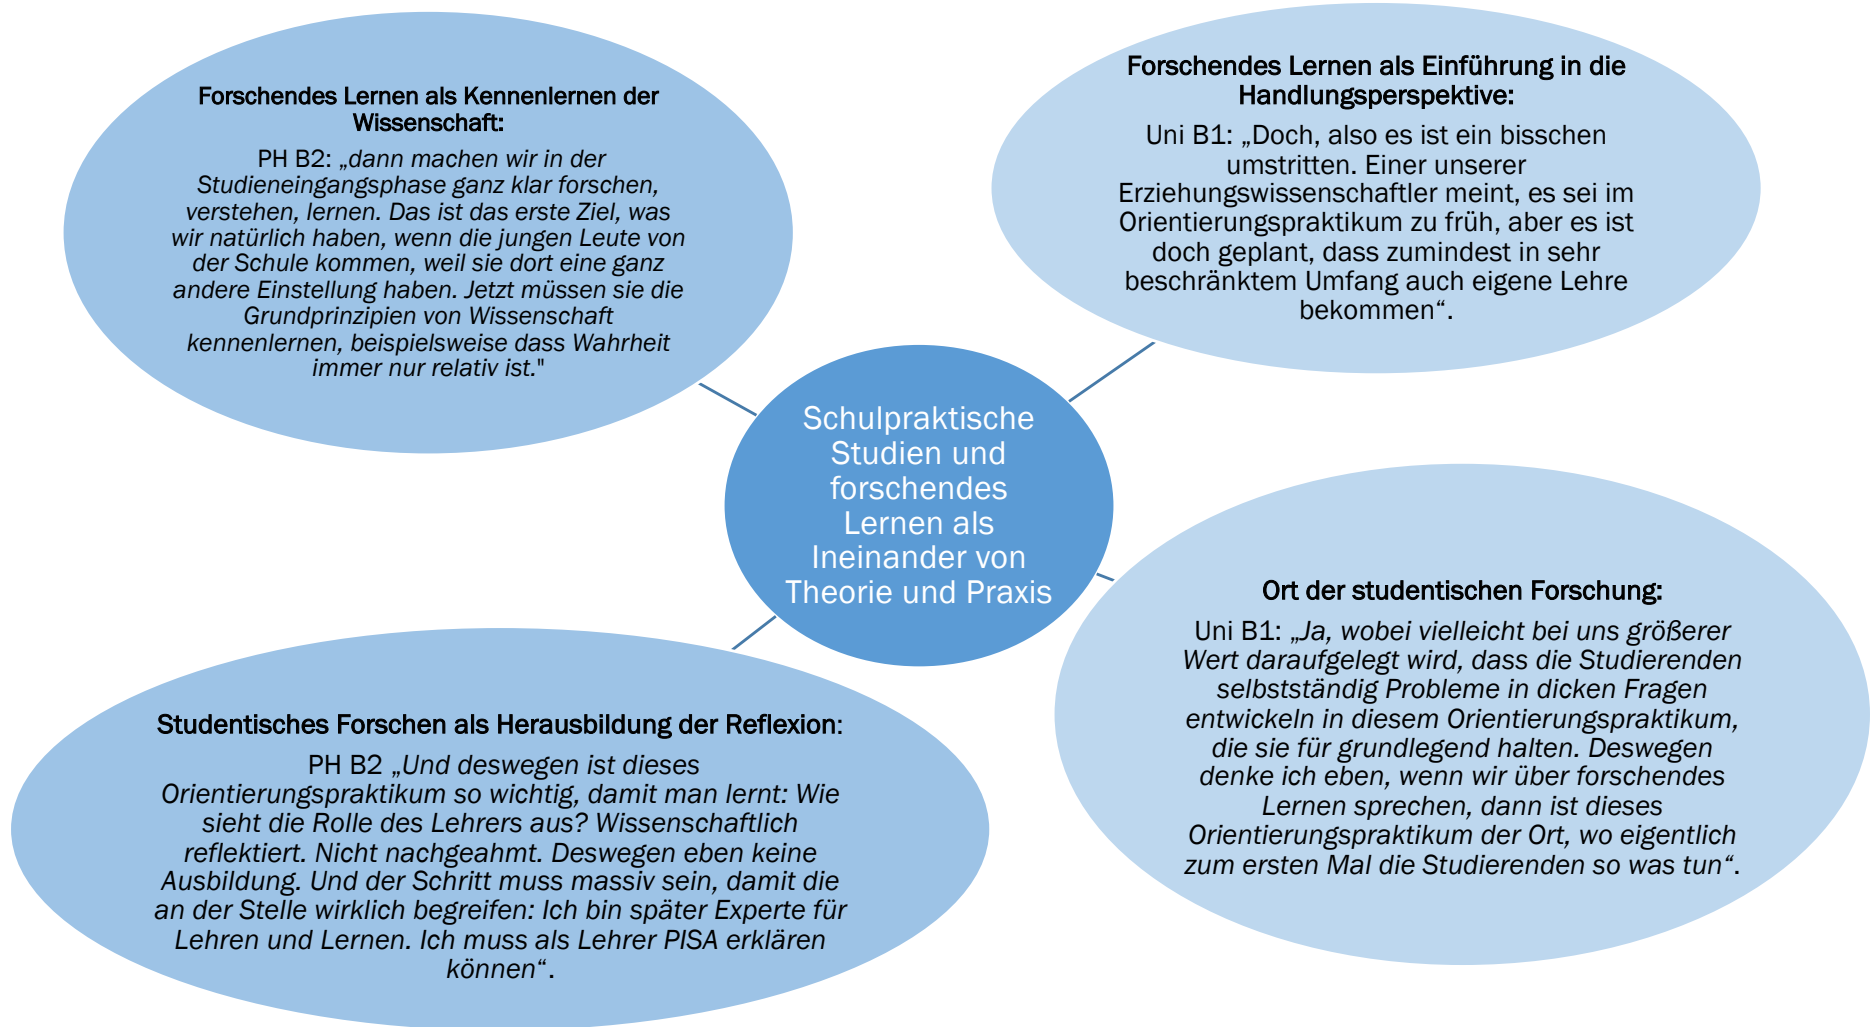 Forschendes Lernen als Kennenlernen der
Wissenschaft:
PH B2: „dann machen wir in der
Studieneingangsphase ganz klar forschen,
verstehen, lernen. Das ist das erste Ziel, was
wir natürlich haben, wenn die jungen Leute von
der Schule kommen, weil sie dort eine ganz
andere Einstellung haben. Jetzt müssen sie die
Grundprinzipien von Wissenschaft
kennenlernen, beispielsweise dass Wahrheit
immer nur relativ ist."
Forschendes Lernen als Einführung in die
Handlungsperspektive:
Uni B1: „Doch, also es ist ein bisschen
umstritten. Einer unserer
Erziehungswissenschaftler meint, es sei im
Orientierungspraktikum zu früh, aber es ist
doch geplant, dass zumindest in sehr
beschränktem Umfang auch eigene Lehre
bekommen“.
Schulpraktische
Studien und
forschendes
Lernen als
Ineinander von
Theorie und Praxis
Studentisches Forschen als Herausbildung der Reflexion:
PH B2 „Und deswegen ist dieses
Orientierungspraktikum so wichtig, damit man lernt: Wie
sieht die Rolle des Lehrers aus? Wissenschaftlich
reflektiert. Nicht nachgeahmt. Deswegen eben keine
Ausbildung. Und der Schritt muss massiv sein, damit die
an der Stelle wirklich begreifen: Ich bin später Experte für
Lehren und Lernen. Ich muss als Lehrer PISA erklären
können“.
Ort der studentischen Forschung:
Uni B1: „Ja, wobei vielleicht bei uns größerer
Wert daraufgelegt wird, dass die Studierenden
selbstständig Probleme in dicken Fragen
entwickeln in diesem Orientierungspraktikum,
die sie für grundlegend halten. Deswegen
denke ich eben, wenn wir über forschendes
Lernen sprechen, dann ist dieses
Orientierungspraktikum der Ort, wo eigentlich
zum ersten Mal die Studierenden so was tun“.